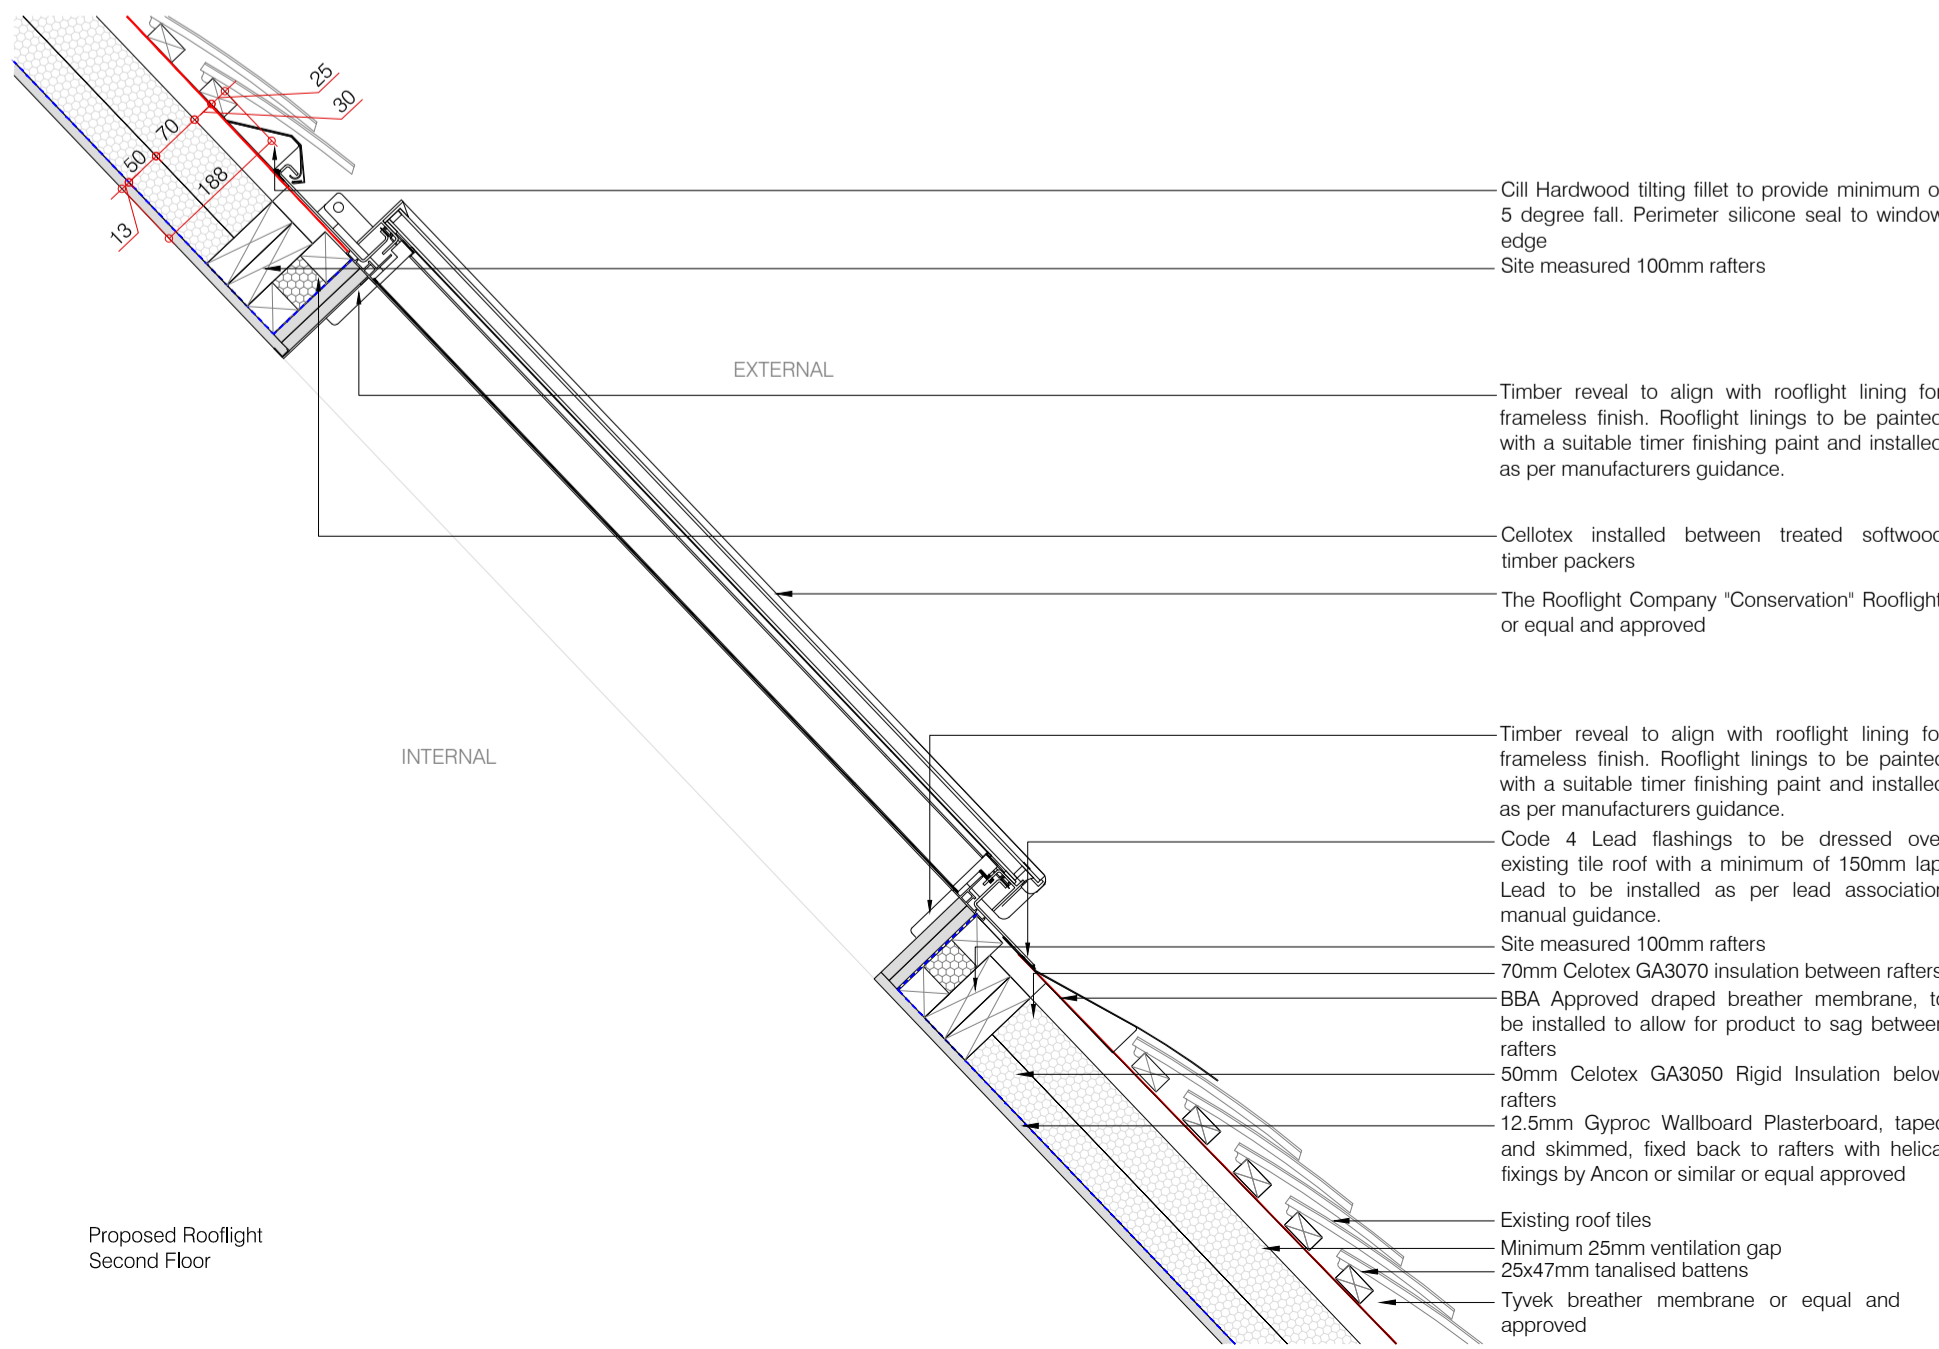 25
30
70
50
188
13
Cill Hardwood tilting fillet to provide minimum o
5 degree fall. Perimeter silicone seal to window
edge
Site measured 100mm rafters
EXTERNAL
Timber reveal to align with rooflight lining for
frameless finish. Rooflight linings to be painted
with a suitable timer finishing paint and installed
as per manufacturers guidance.
Cellotex installed between treated softwood
timber packers
The Rooflight Company "Conservation" Rooflight
or equal and approved
INTERNAL
Timber reveal to align with rooflight lining fo
frameless finish. Rooflight linings to be painted
with a suitable timer finishing paint and installed
as per manufacturers guidance.
Code 4 Lead flashings to be dressed ove
existing tile roof with a minimum of 150mm lap
Lead to be installed as per lead association
manual guidance.
Site measured 100mm rafters
70mm Celotex GA3070 insulation between rafters
BBA Approved draped breather membrane, to
be installed to allow for product to sag between
rafters
50mm Celotex GA3050 Rigid Insulation below
rafters
12.5mm Gyproc Wallboard Plasterboard, taped
and skimmed, fixed back to rafters with helica
fixings by Ancon or similar or equal approved
Existing roof tiles
Minimum 25mm ventilation gap
25x47mm tanalised battens
Tyvek breather membrane or equal and
approved
Proposed Rooflight
Second Floor